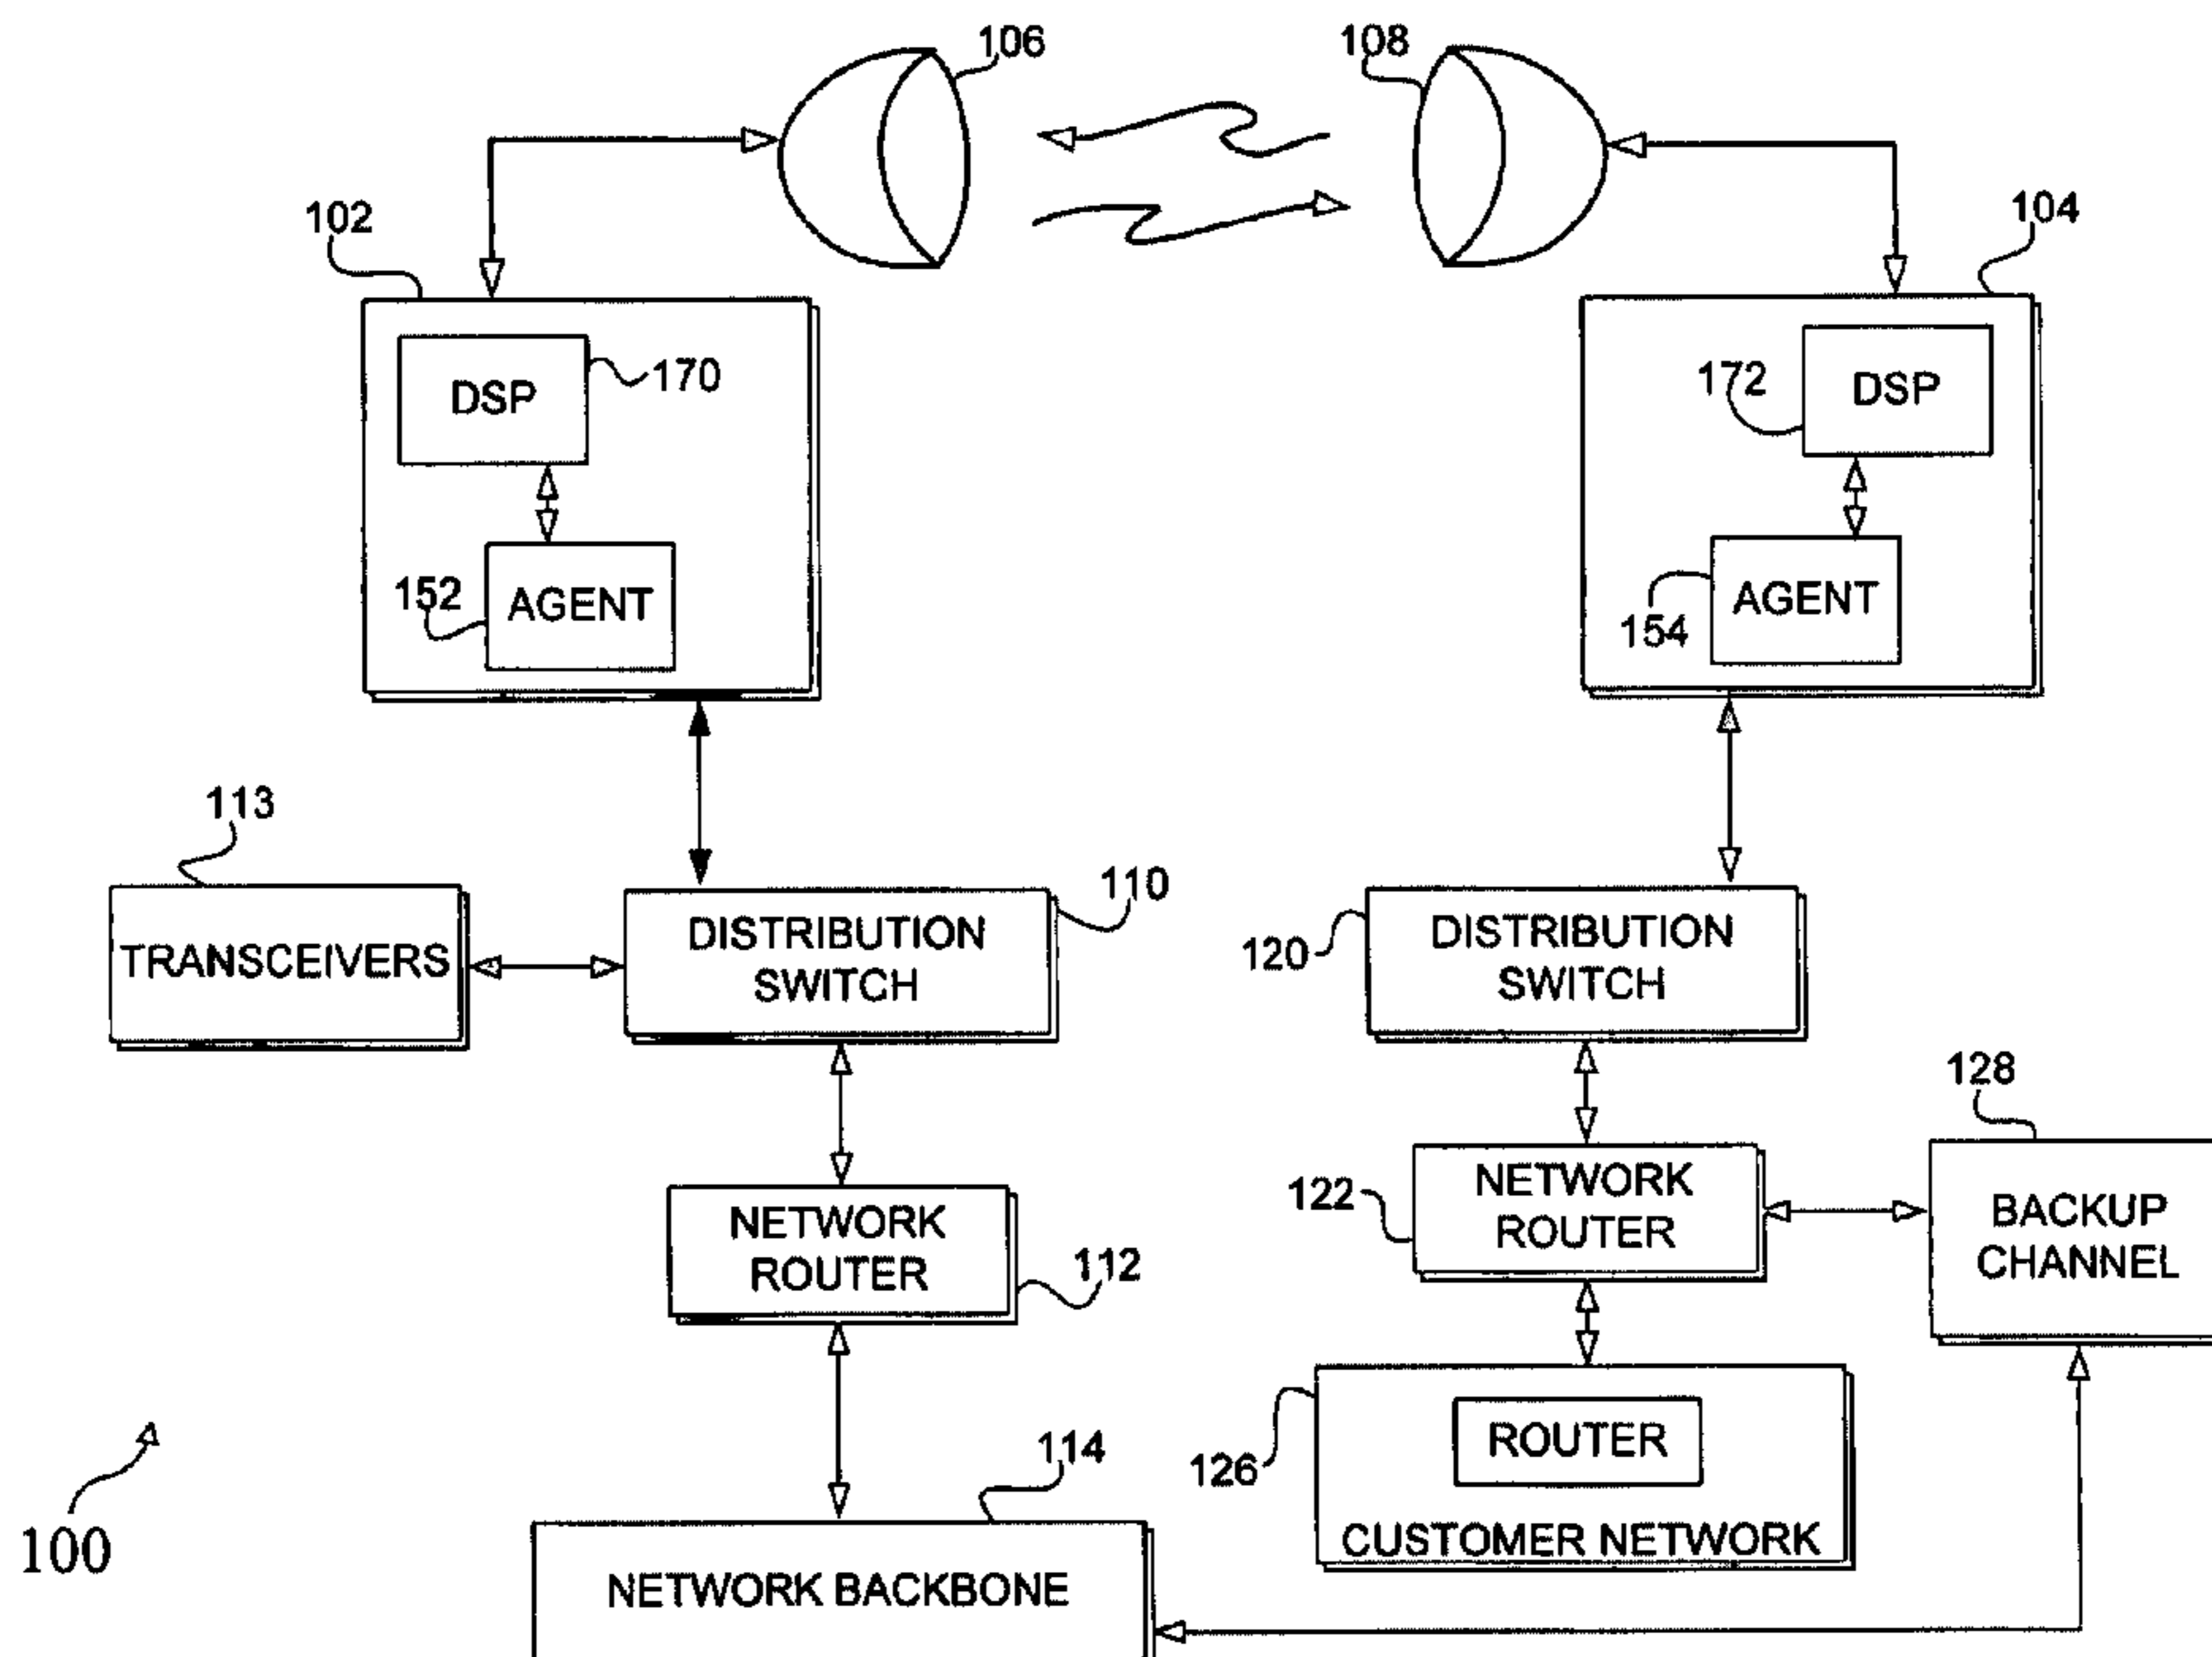 106
108
102
104
DSP
170
172
DSP
152
AGENT
154
AGENT
113
TRANSCEIVERS
DISTRIBUTION
SWITCH
110
120
DISTRIBUTION
SWITCH
128
NETWORK
ROUTER
112
122
NETWORK
ROUTER
BACKUP
CHANNEL
126
ROUTER
CUSTOMER NETWORK
114
NETWORK BACKBONE
100